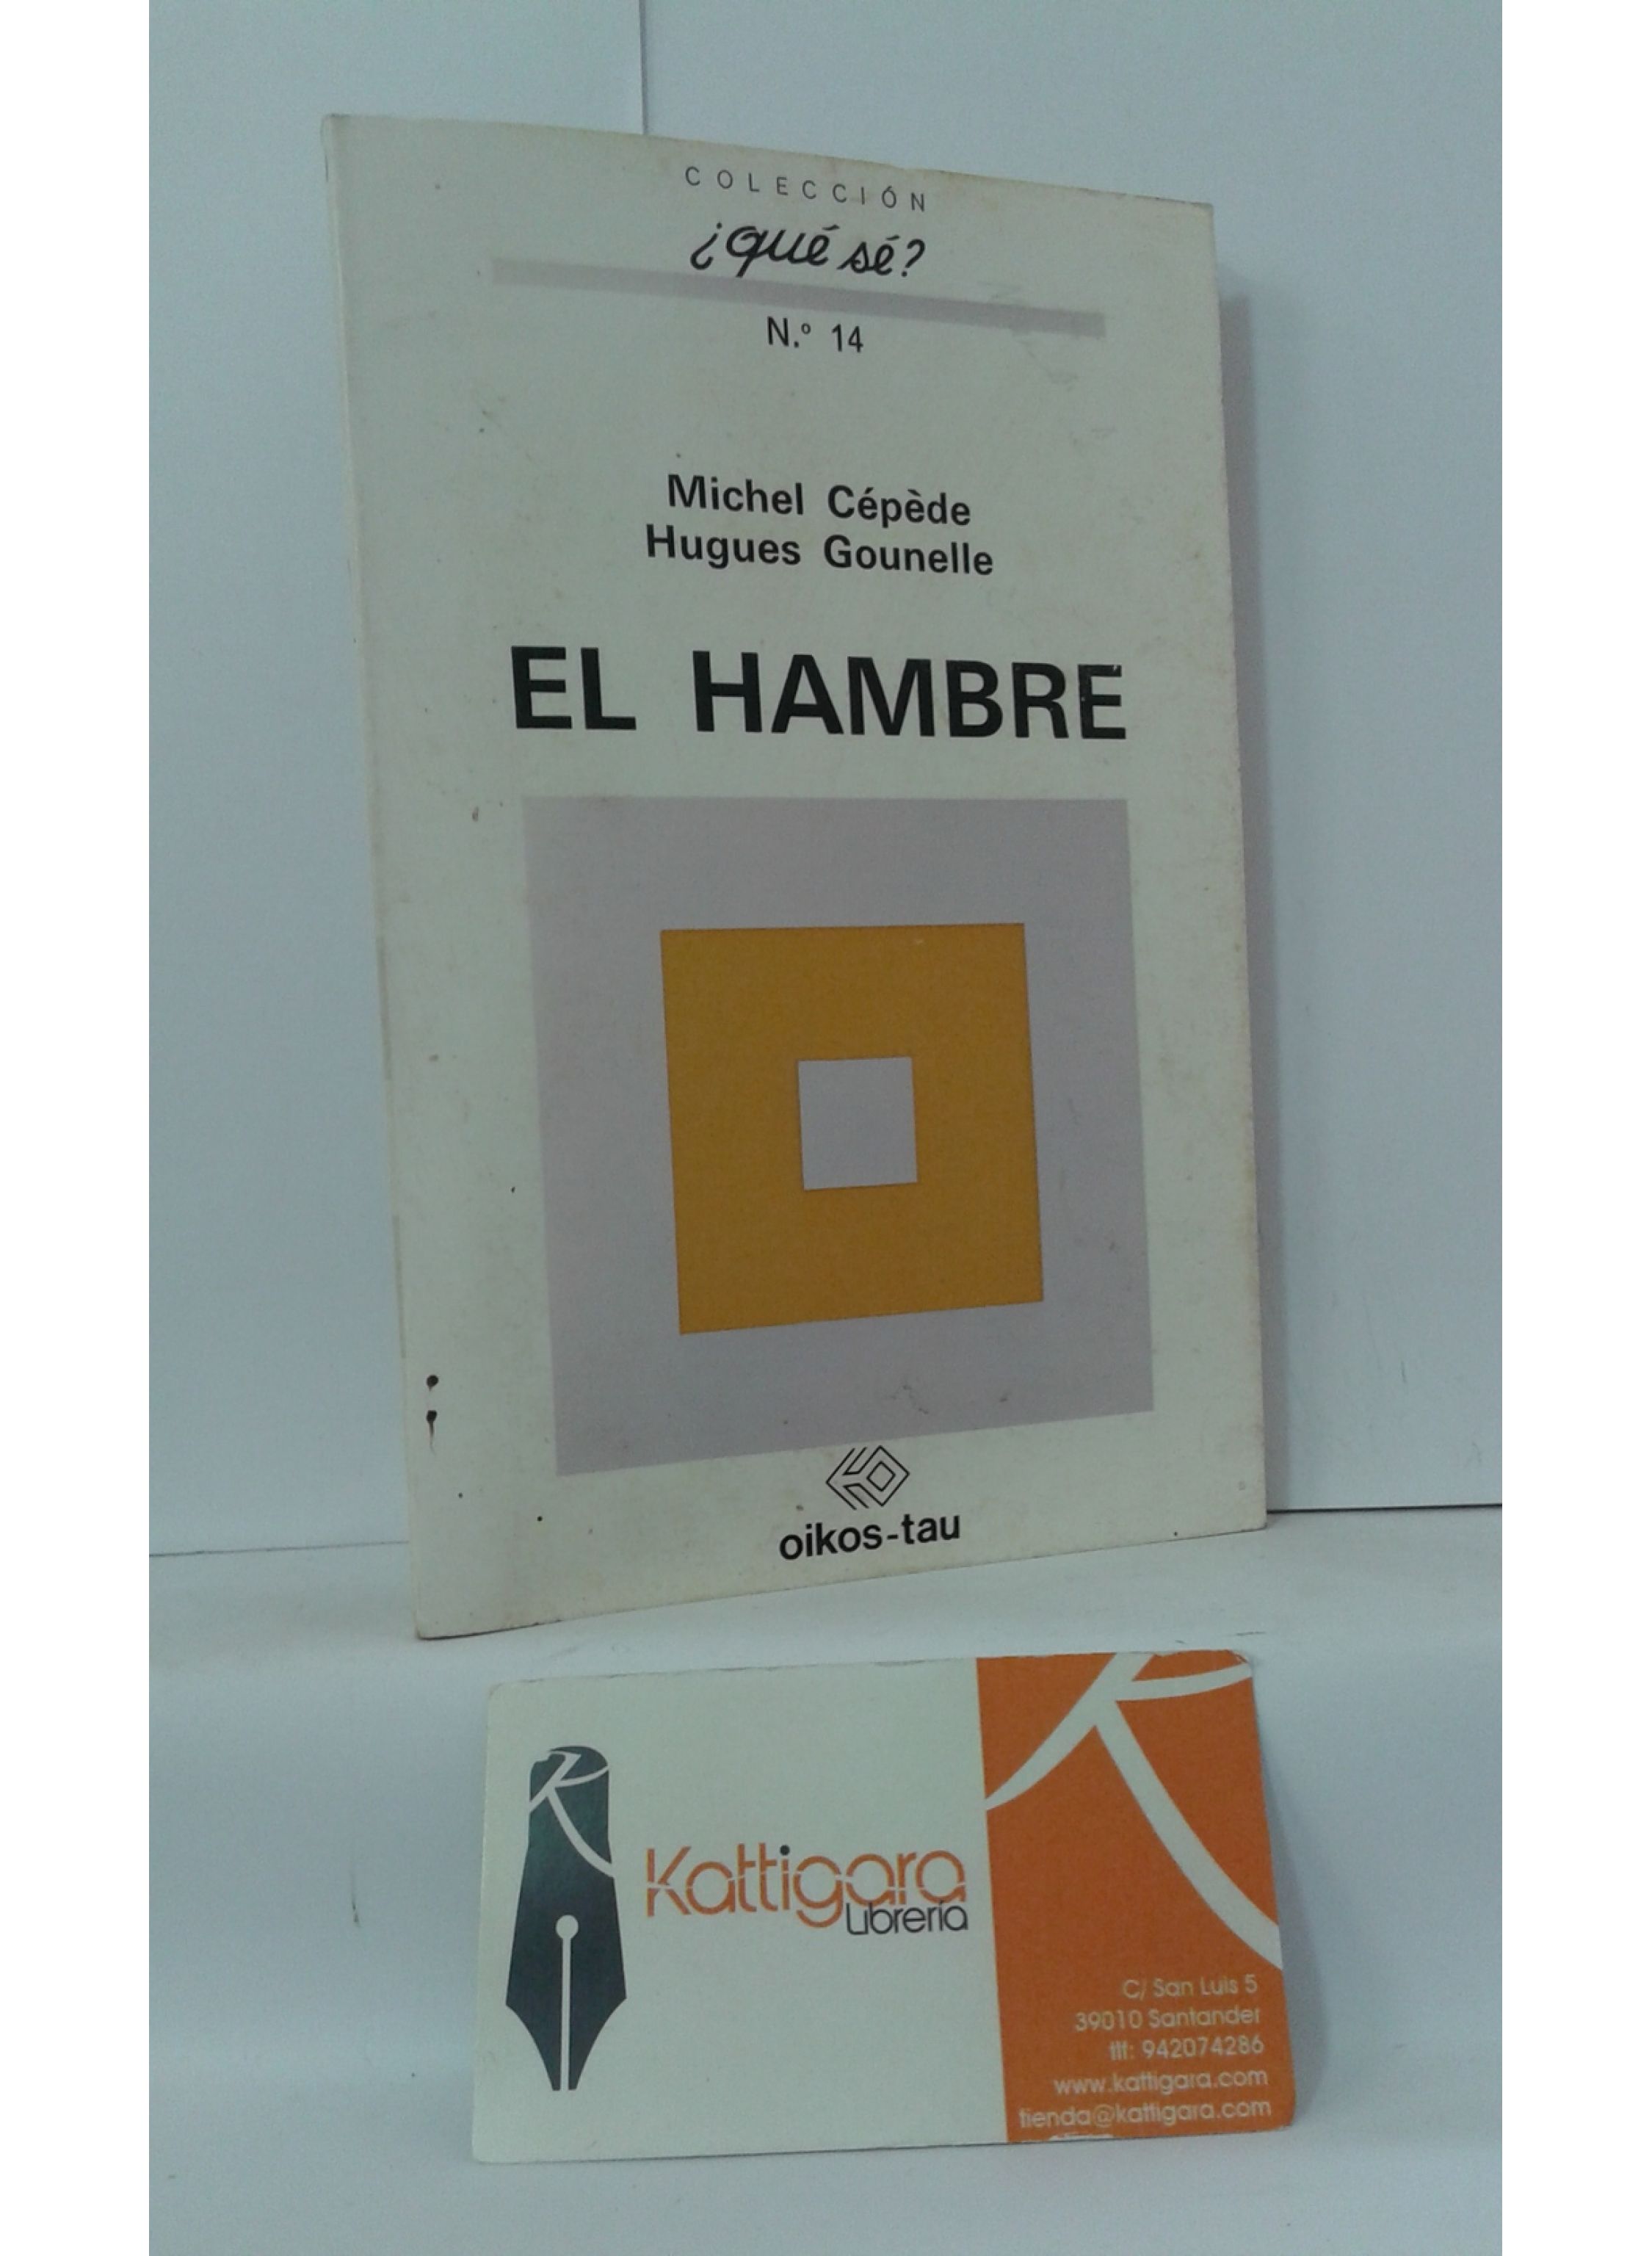 COLECCIÓN
¿qué sé?
N.º 14
Michel Cépède
Hugues Gounelle
EL HAMBRE
oikos-tau
Kattigara
Librería
C/ San Luis 5
39010 Santander
tlf: 942074286
www.kattigara.com
tienda@kattigara.com